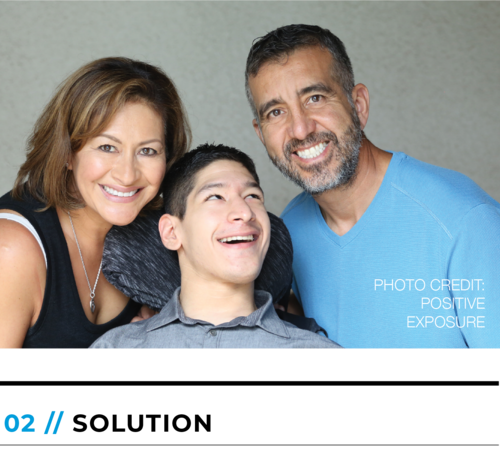 PHOTO CREDIT:
POSITIVE
EXPOSURE
02 // SOLUTION